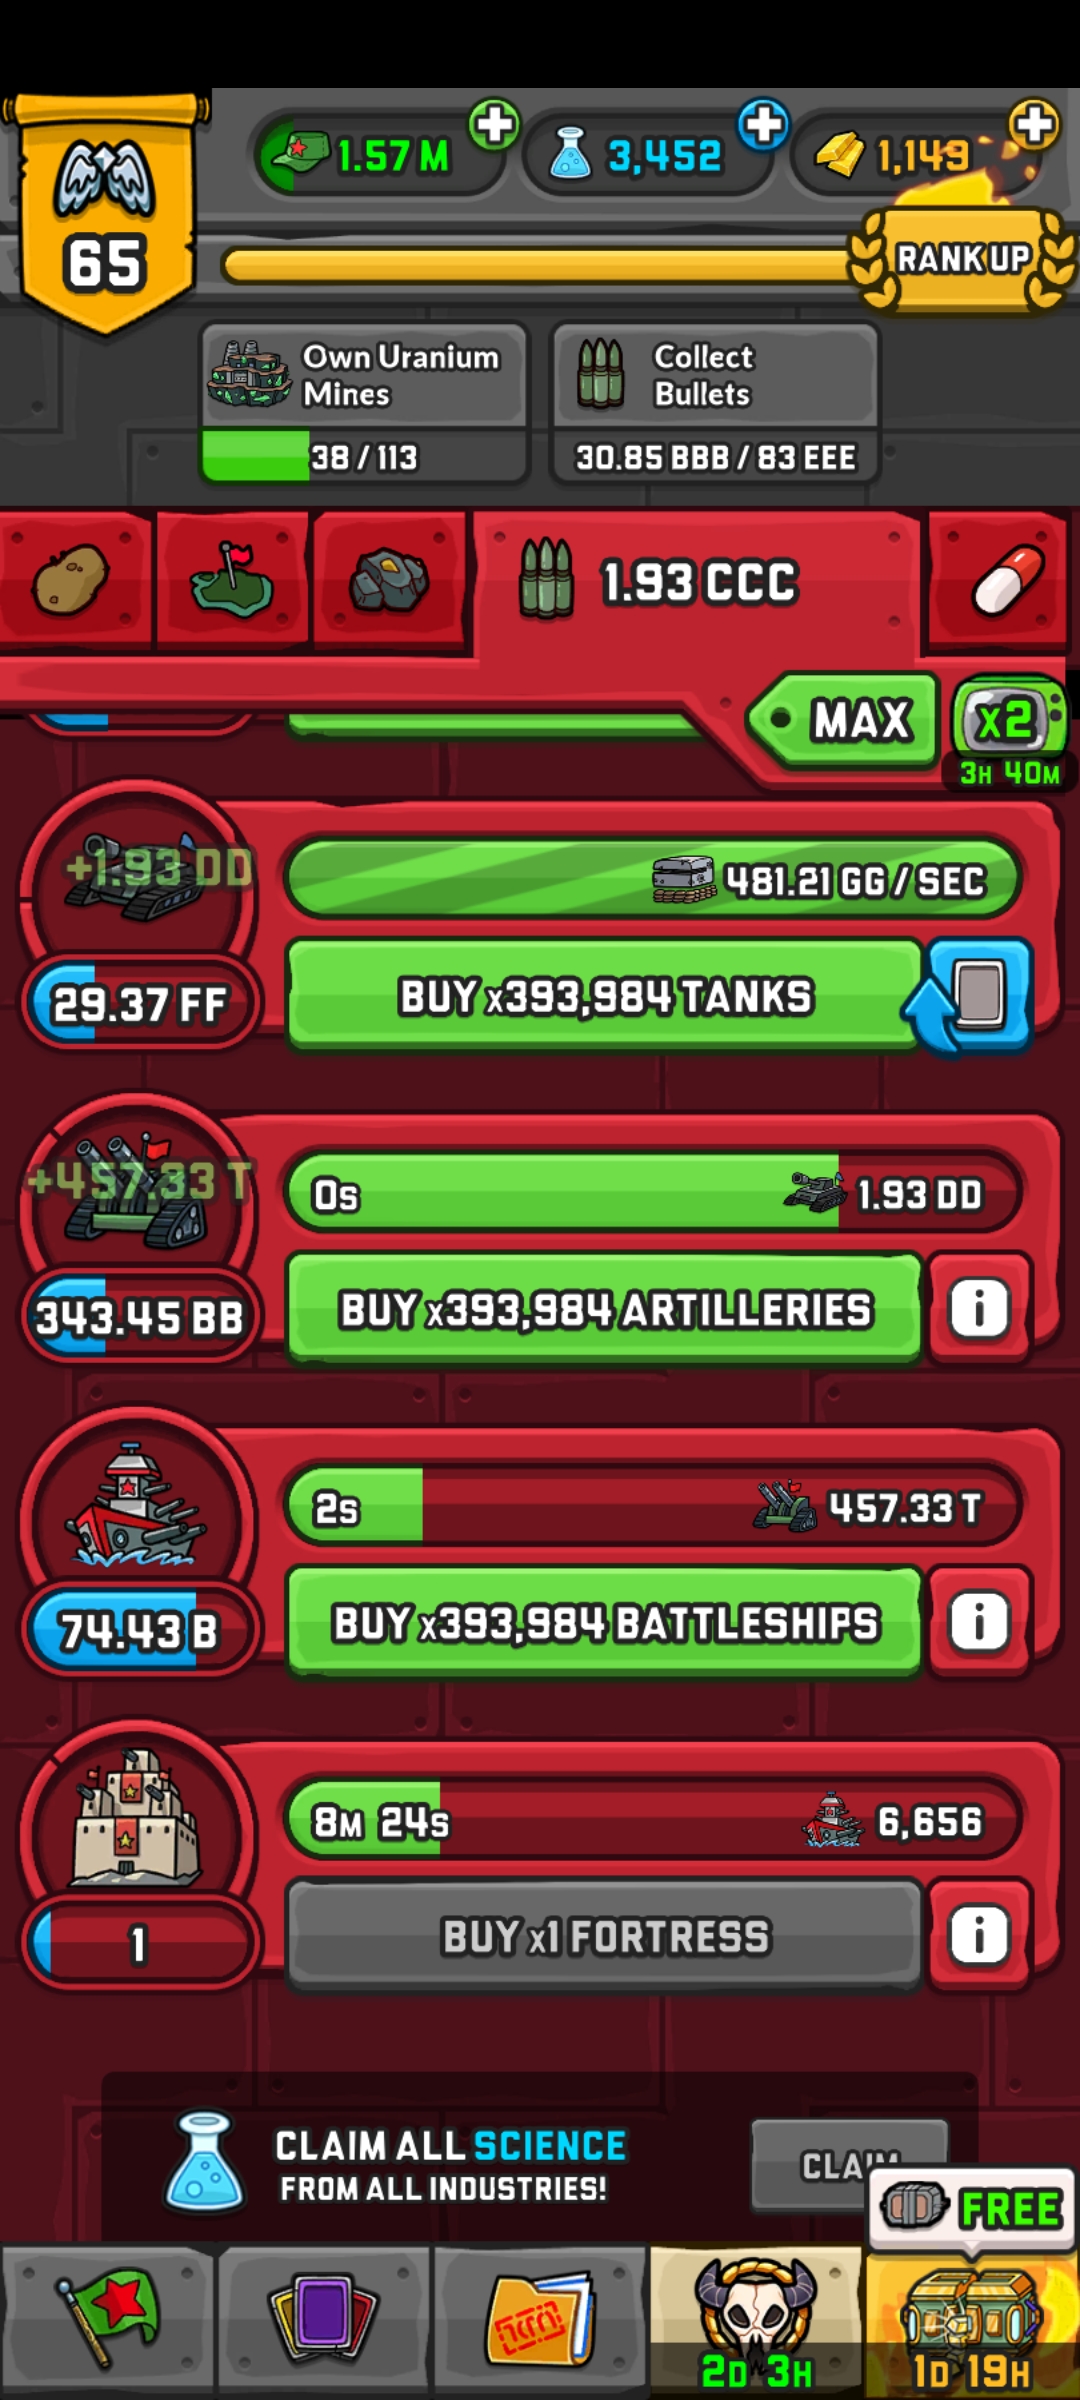 1.57 M
3,452
1,149
65
RANK UP
Own Uranium
Mines
38 / 113
Collect
Bullets
30.85 BBB / 83 EEE
1.93 CCC
MAX
x2
3H 40M
+1.93 DD
481.21 GG / SEC
29.37 FF
BUY x393,984 TANKS
+457.33 T
0s
1.93 DD
343.45 BB
BUY x393,984 ARTILLERIES
i
2s
457.33 T
74.43 B
BUY x393,984 BATTLESHIPS
i
8M 24s
6,656
1
BUY x1 FORTRESS
i
CLAIM ALL SCIENCE
FROM ALL INDUSTRIES!
CLAIM
FREE
2D 3H
1D 19H